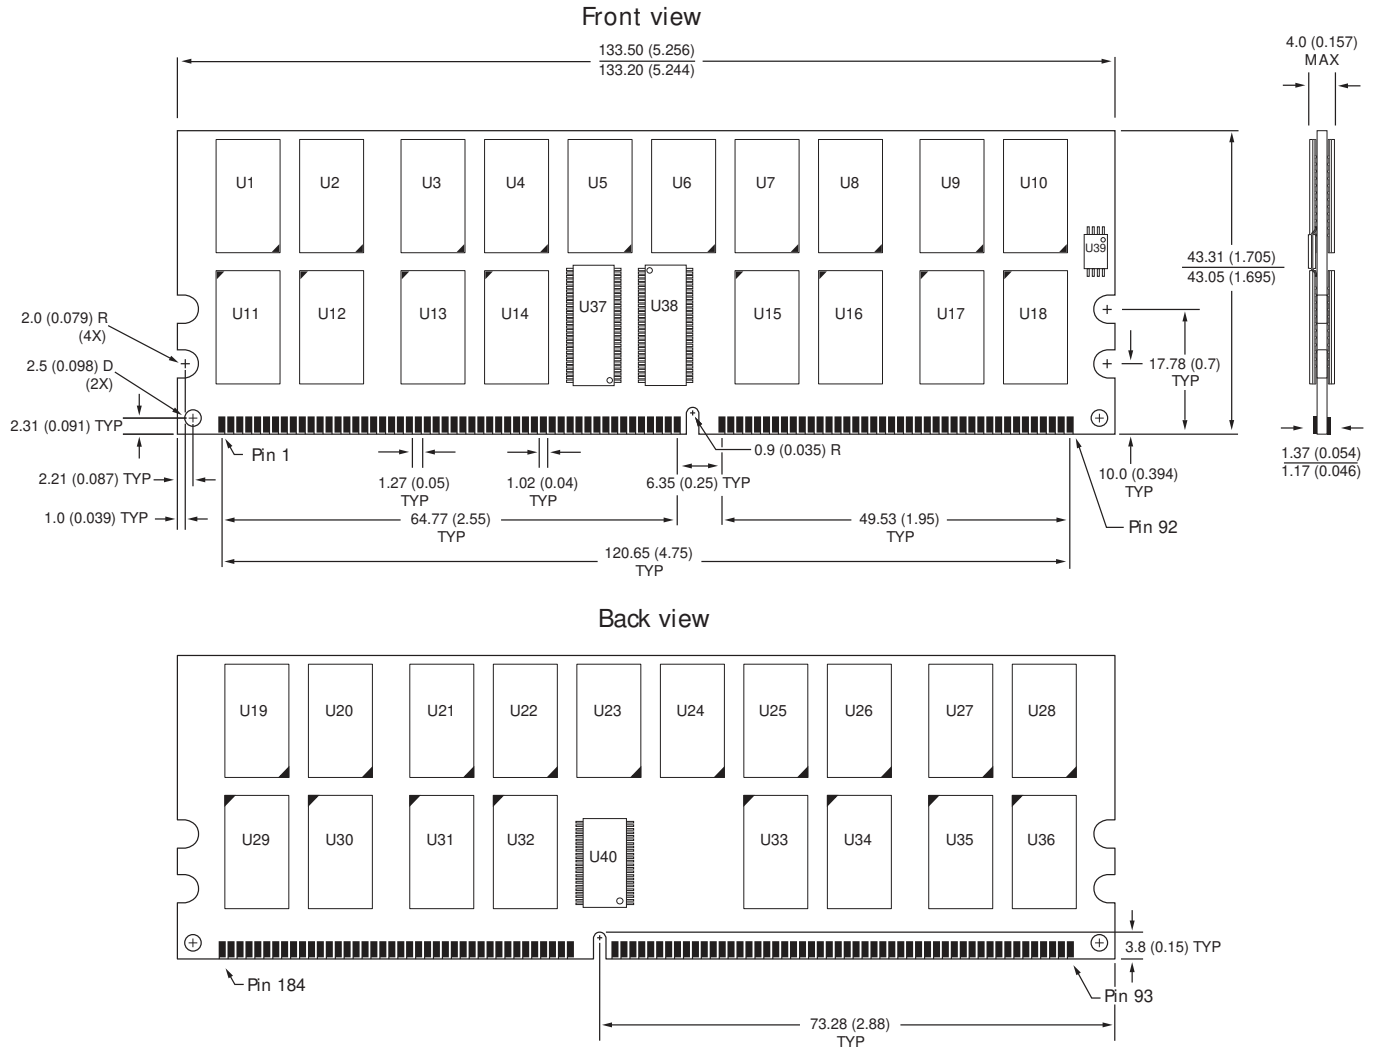 Front view
133.50 (5.256)
133.20 (5.244)
4.0 (0.157)
MAX
U1 U2 U3 U4 U5 U6 U7 U8 U9 U10
U39
43.31 (1.705)
43.05 (1.695)
U11 U12 U13 U14 U37 U38 U15 U16 U17 U18
2.0 (0.079) R
(4X)
2.5 (0.098) D
(2X)
17.78 (0.7)
TYP
2.31 (0.091) TYP
Pin 1
0.9 (0.035) R
1.37 (0.054)
1.17 (0.046)
2.21 (0.087) TYP
1.27 (0.05)
TYP
1.02 (0.04)
TYP
6.35 (0.25) TYP
10.0 (0.394)
TYP
1.0 (0.039) TYP
64.77 (2.55)
TYP
49.53 (1.95)
TYP
Pin 92
120.65 (4.75)
TYP
Back view
U19 U20 U21 U22 U23 U24 U25 U26 U27 U28
U29 U30 U31 U32 U40 U33 U34 U35 U36
3.8 (0.15) TYP
Pin 184
Pin 93
73.28 (2.88)
TYP